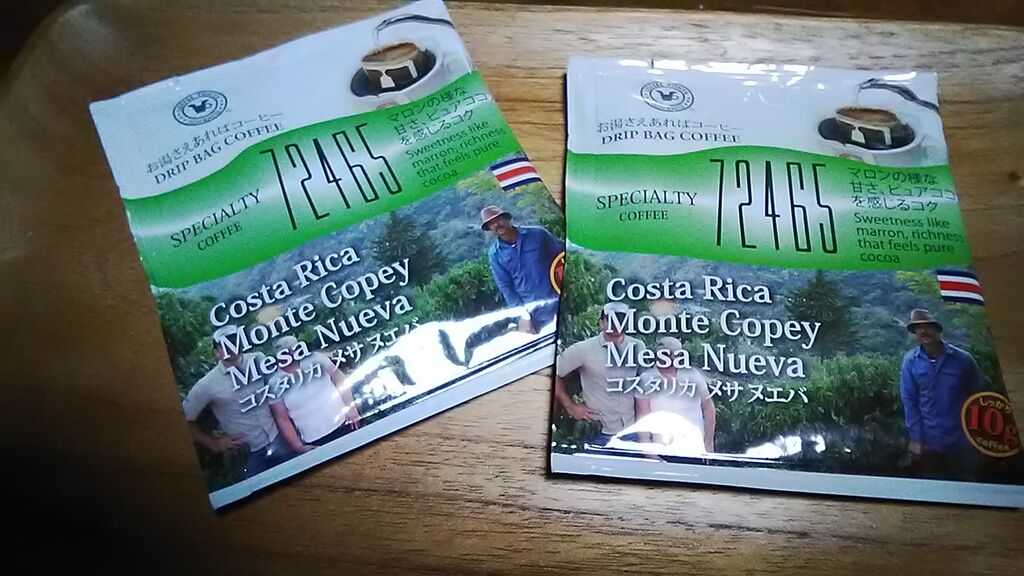 お湯さえあればコーヒー
DRIP BAG COFFEE
SPECIALTY
COFFEE
72465
マロンの様な
甘さ、ピュアココ
を感じるコク
Sweetness like
marron, richness
that feels pure
cocoa
Costa Rica
Monte Copey
Mesa Nueva
コスタリカ メサ ヌエバ
お湯さえあればコーヒー
DRIP BAG COFFEE
SPECIALTY
COFFEE
72465
マロンの様な
甘さ、ピュアココ
を感じるコク
Sweetness like
marron, richness
that feels pure
cocoa
Costa Rica
Monte Copey
Mesa Nueva
コスタリカ メサ ヌエバ
しっかり
10g
coffee